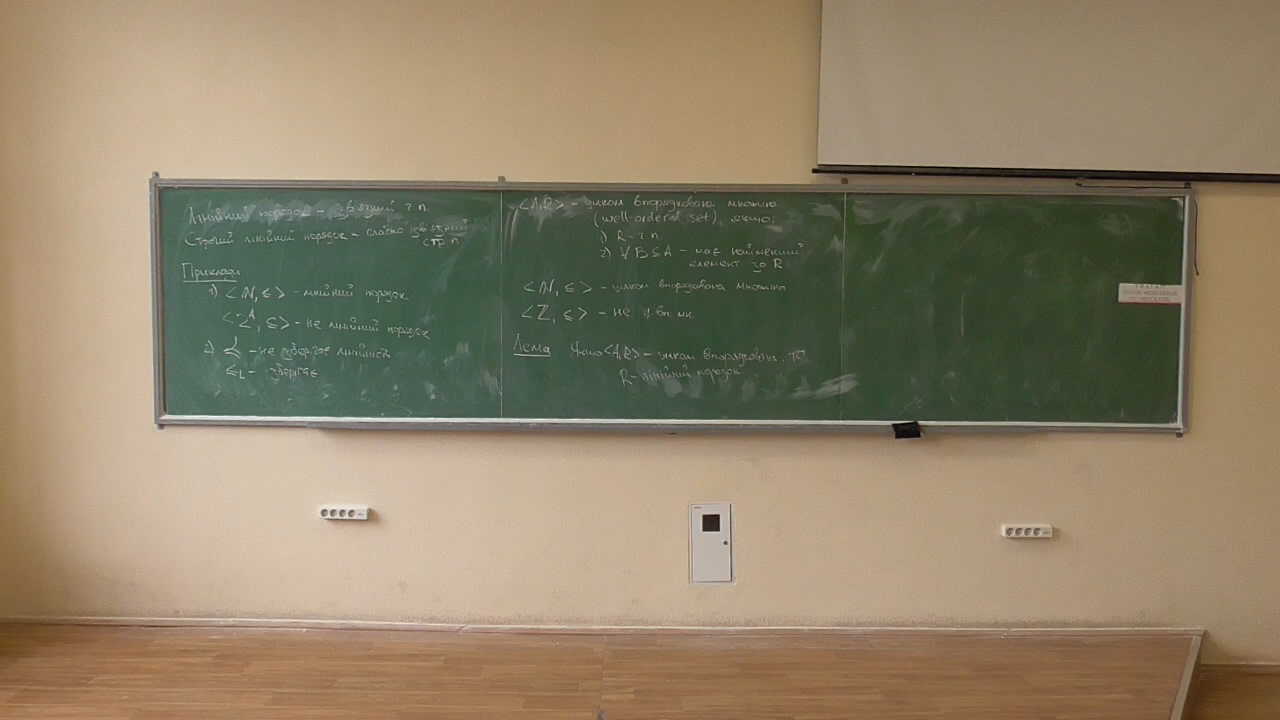 Лінійний порядок - зв'язний ч.п.
Строгий лінійний порядок - слабко зв'язний
стр. п
Приклади
1) <ℕ, ≤> - лінійний порядок
<2^A, ⊆> - не лінійний порядок
2) ⅄ - не зберігає лінійність
≤_L - зберігає
<A, R> - цілком впорядкована множина
(well-ordered set), якщо:
1) R - ч.п.
2) ∀ B ⊆ A - має найменший
елемент за R
<ℕ, ≤> - цілком впорядкована множина
<ℤ, ≤> - не ц. вп. мн.
Лема Якщо <A, R> - цілком впорядкована, то
R - лінійний порядок